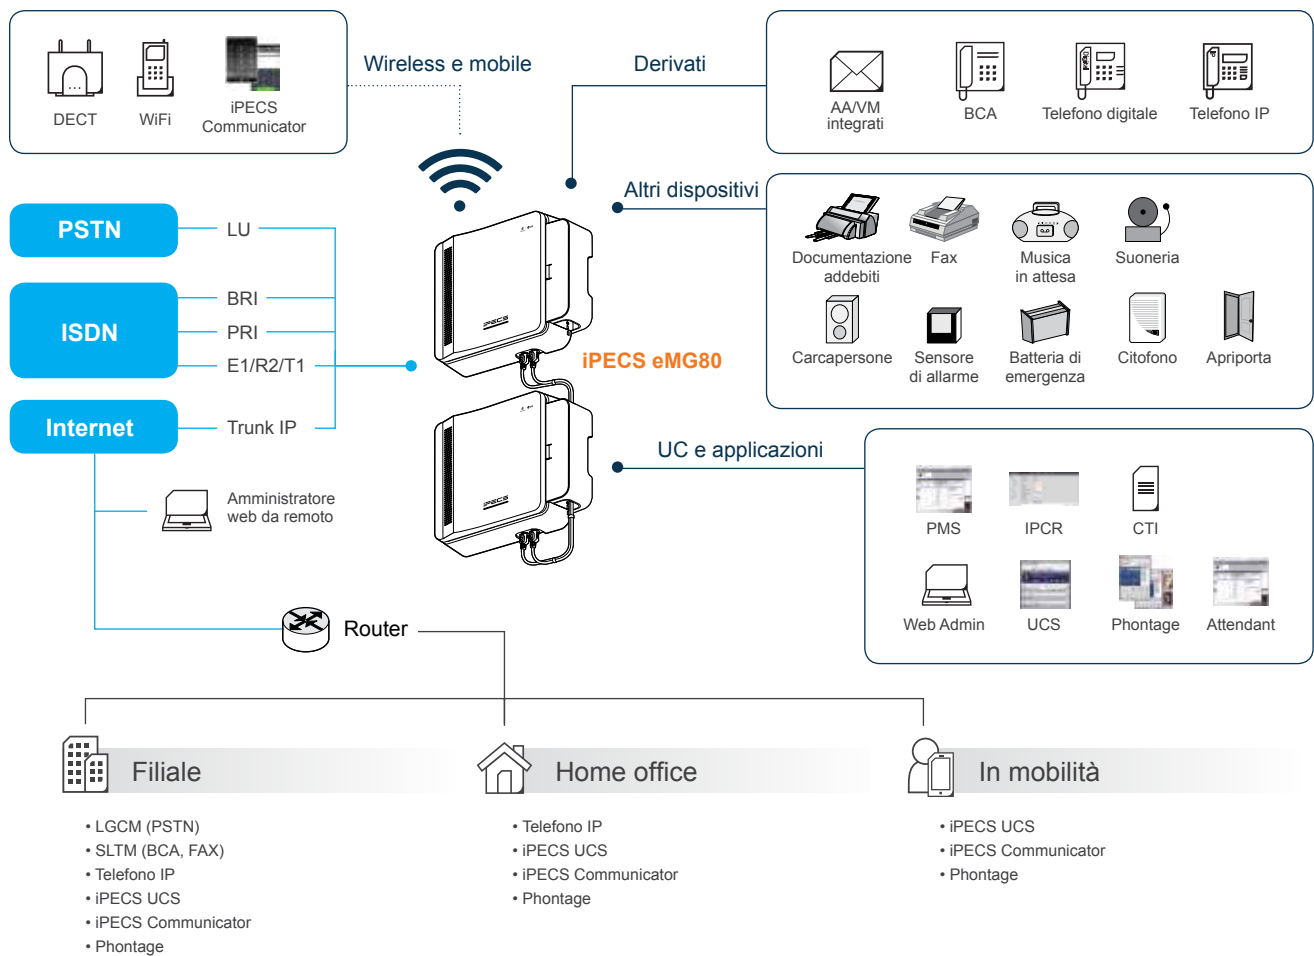 Wireless e mobile
DECT
WiFi
iPECS
Communicator
Derivati
AA/VM
integrati
BCA
Digital
Telefono digitale
IP
Telefono IP
Altri dispositivi
Documentazione
addebiti
Fax
Musica
in attesa
Suoneria
Carcapersone
Sensore
di allarme
Batteria di
emergenza
Citofono
Apriporta
PSTN
LU
ISDN
BRI
PRI
E1/R2/T1
Internet
Trunk IP
iPECS
iPECS eMG80
iPECS
UC e applicazioni
PMS
IPCR
CTI
Web Admin
UCS
Phontage
Attendant
Amministratore
web da remoto
Router
Filiale
• LGCM (PSTN)
• SLTM (BCA, FAX)
• Telefono IP
• iPECS UCS
• iPECS Communicator
• Phontage
Home office
• Telefono IP
• iPECS UCS
• iPECS Communicator
• Phontage
In mobilità
• iPECS UCS
• iPECS Communicator
• Phontage